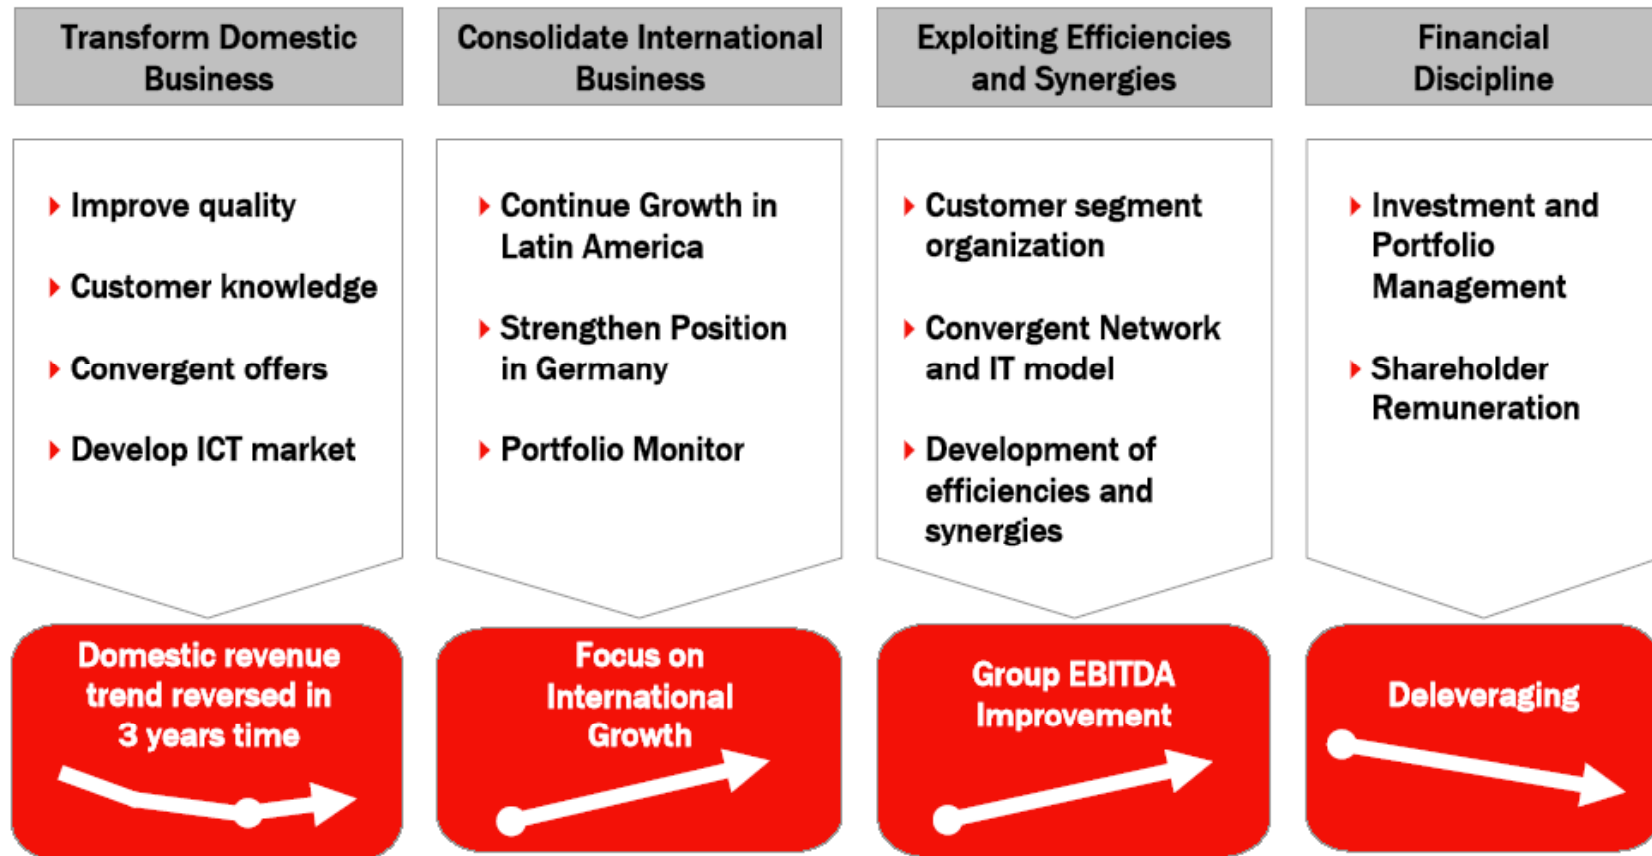 Transform Domestic
Business
Improve quality
Customer knowledge
Convergent offers
Develop ICT market
Domestic revenue
trend reversed in
3 years time
Consolidate International
Business
Continue Growth in
Latin America
Strengthen Position
in Germany
Portfolio Monitor
Focus on
International
Growth
Exploiting Efficiencies
and Synergies
Customer segment
organization
Convergent Network
and IT model
Development of
efficiencies and
synergies
Group EBITDA
Improvement
Financial
Discipline
Investment and
Portfolio
Management
Shareholder
Remuneration
Deleveraging